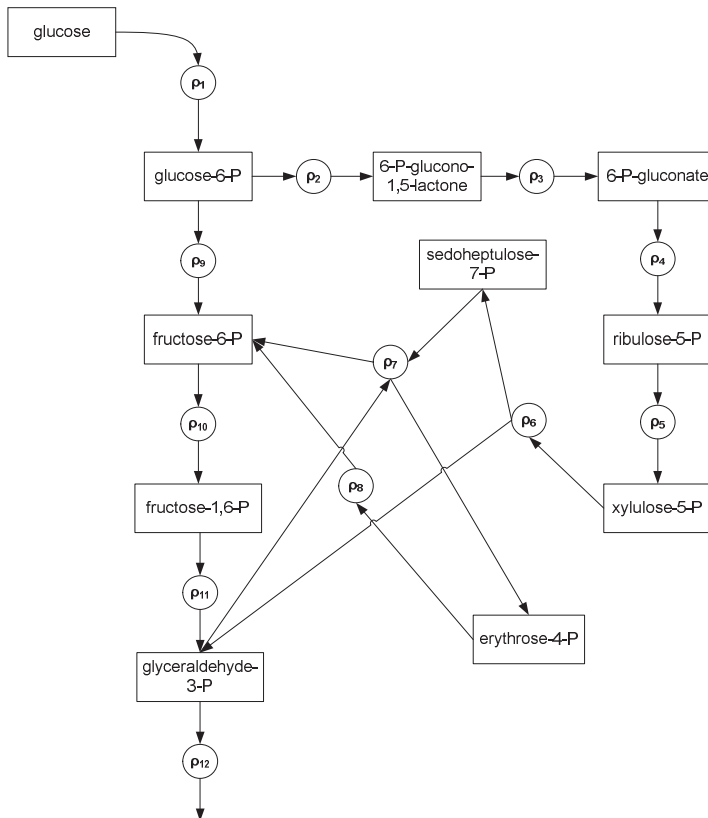 glucose
ρ1
glucose-6-P
ρ2
6-P-glucono-
1,5-lactone
ρ3
6-P-gluconate
ρ9
sedoheptulose-
7-P
ρ4
fructose-6-P
ρ7
ribulose-5-P
ρ10
ρ6
ρ5
ρ8
fructose-1,6-P
xylulose-5-P
ρ11
erythrose-4-P
glyceraldehyde-
3-P
ρ12